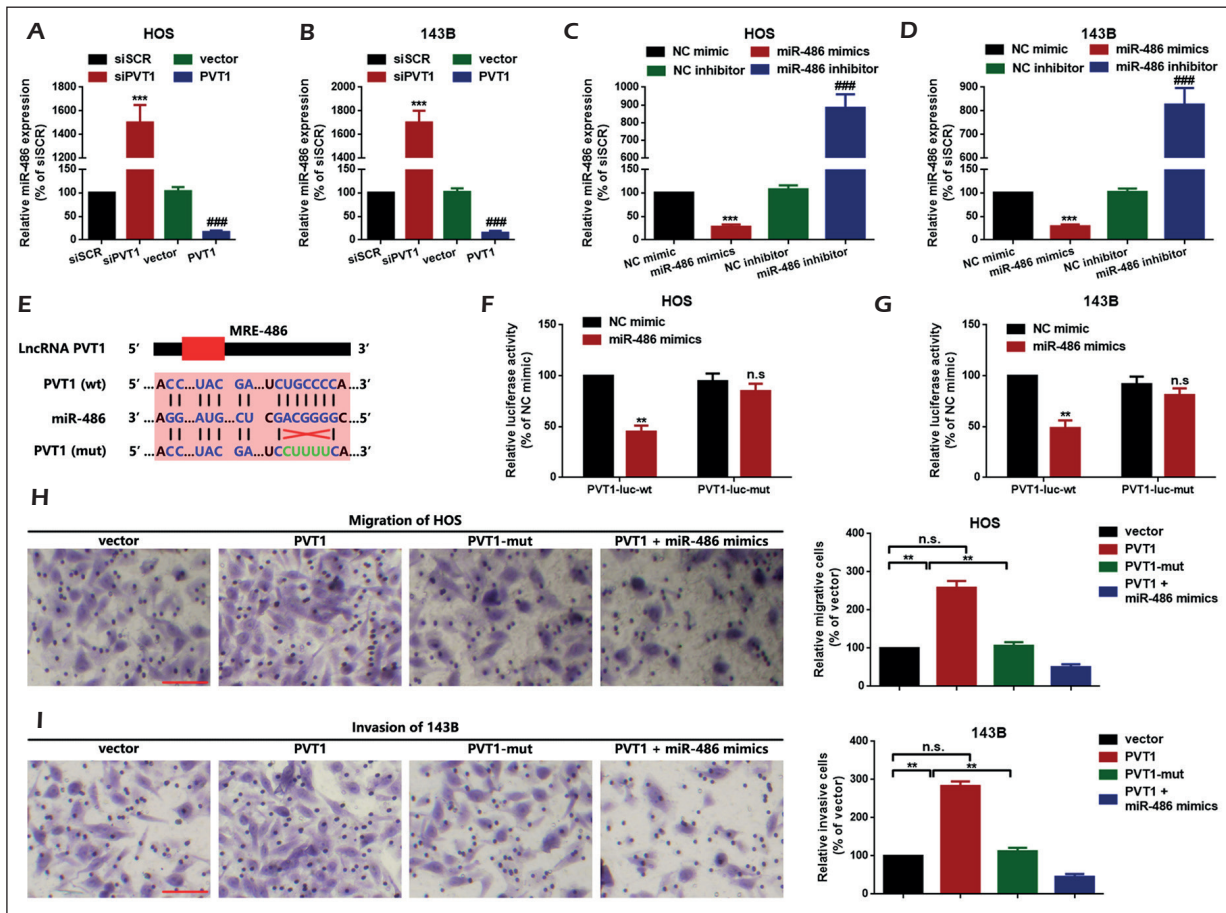 A
HOS
siSCR
vector
siPVT1
PVT1
Relative miR-486 expression
(% of siSCR)
1800
1600
1400
1200
150
100
50
0
***
###
siSCR
siPVT1
vector
PVT1
B
143B
siSCR
vector
siPVT1
PVT1
Relative miR-486 expression
(% of siSCR)
2000
1800
1600
1400
150
100
50
0
***
###
siSCR
siPVT1
vector
PVT1
C
HOS
NC mimic
miR-486 mimics
NC inhibitor
miR-486 inhibitor
Relative miR-486 expression
(% of siSCR)
1000
900
800
700
600
150
100
50
0
***
###
NC mimic
miR-486 mimics
NC inhibitor
miR-486 inhibitor
D
143B
NC mimic
miR-486 mimics
NC inhibitor
miR-486 inhibitor
Relative miR-486 expression
(% of siSCR)
900
800
700
600
150
100
50
0
***
###
NC mimic
miR-486 mimics
NC inhibitor
miR-486 inhibitor
E
MRE-486
LncRNA PVT1 5′ 3′
PVT1 (wt) 5′ ...ACC...UAC GA...UCUGCCCCA... 3′
miR-486 3′ ...AGG...AUG...CU CGACGGGGC... 5′
PVT1 (mut) 5′ ...ACC...UACGA...UCCUUUUCA... 3′
F
HOS
NC mimic
miR-486 mimics
Relative luciferase activity
(% of NC mimic)
150
100
50
0
**
n.s
PVT1-luc-wt
PVT1-luc-mut
G
143B
NC mimic
miR-486 mimics
Relative luciferase activity
(% of NC mimic)
150
100
50
0
**
n.s
PVT1-luc-wt
PVT1-luc-mut
H
Migration of HOS
vector
PVT1
PVT1-mut
PVT1 + miR-486 mimics
HOS
Relative migrative cells
(% of vector)
400
300
200
100
0
n.s.
**
**
vector
PVT1
PVT1-mut
PVT1 +
miR-486 mimics
I
Invasion of 143B
vector
PVT1
PVT1-mut
PVT1 + miR-486 mimics
143B
Relative invasive cells
(% of vector)
400
300
200
100
0
n.s.
**
**
vector
PVT1
PVT1-mut
PVT1 +
miR-486 mimics